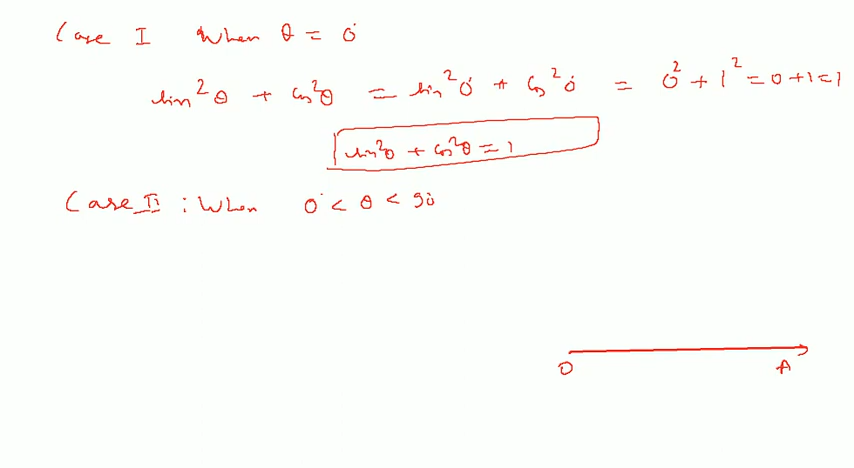 Case I When θ = 0°
sin²θ + cos²θ = sin²0° + cos²0° = 0² + 1² = 0+1=1
sin²θ + cos²θ = 1
Case II : When 0° < θ < 90°
O A